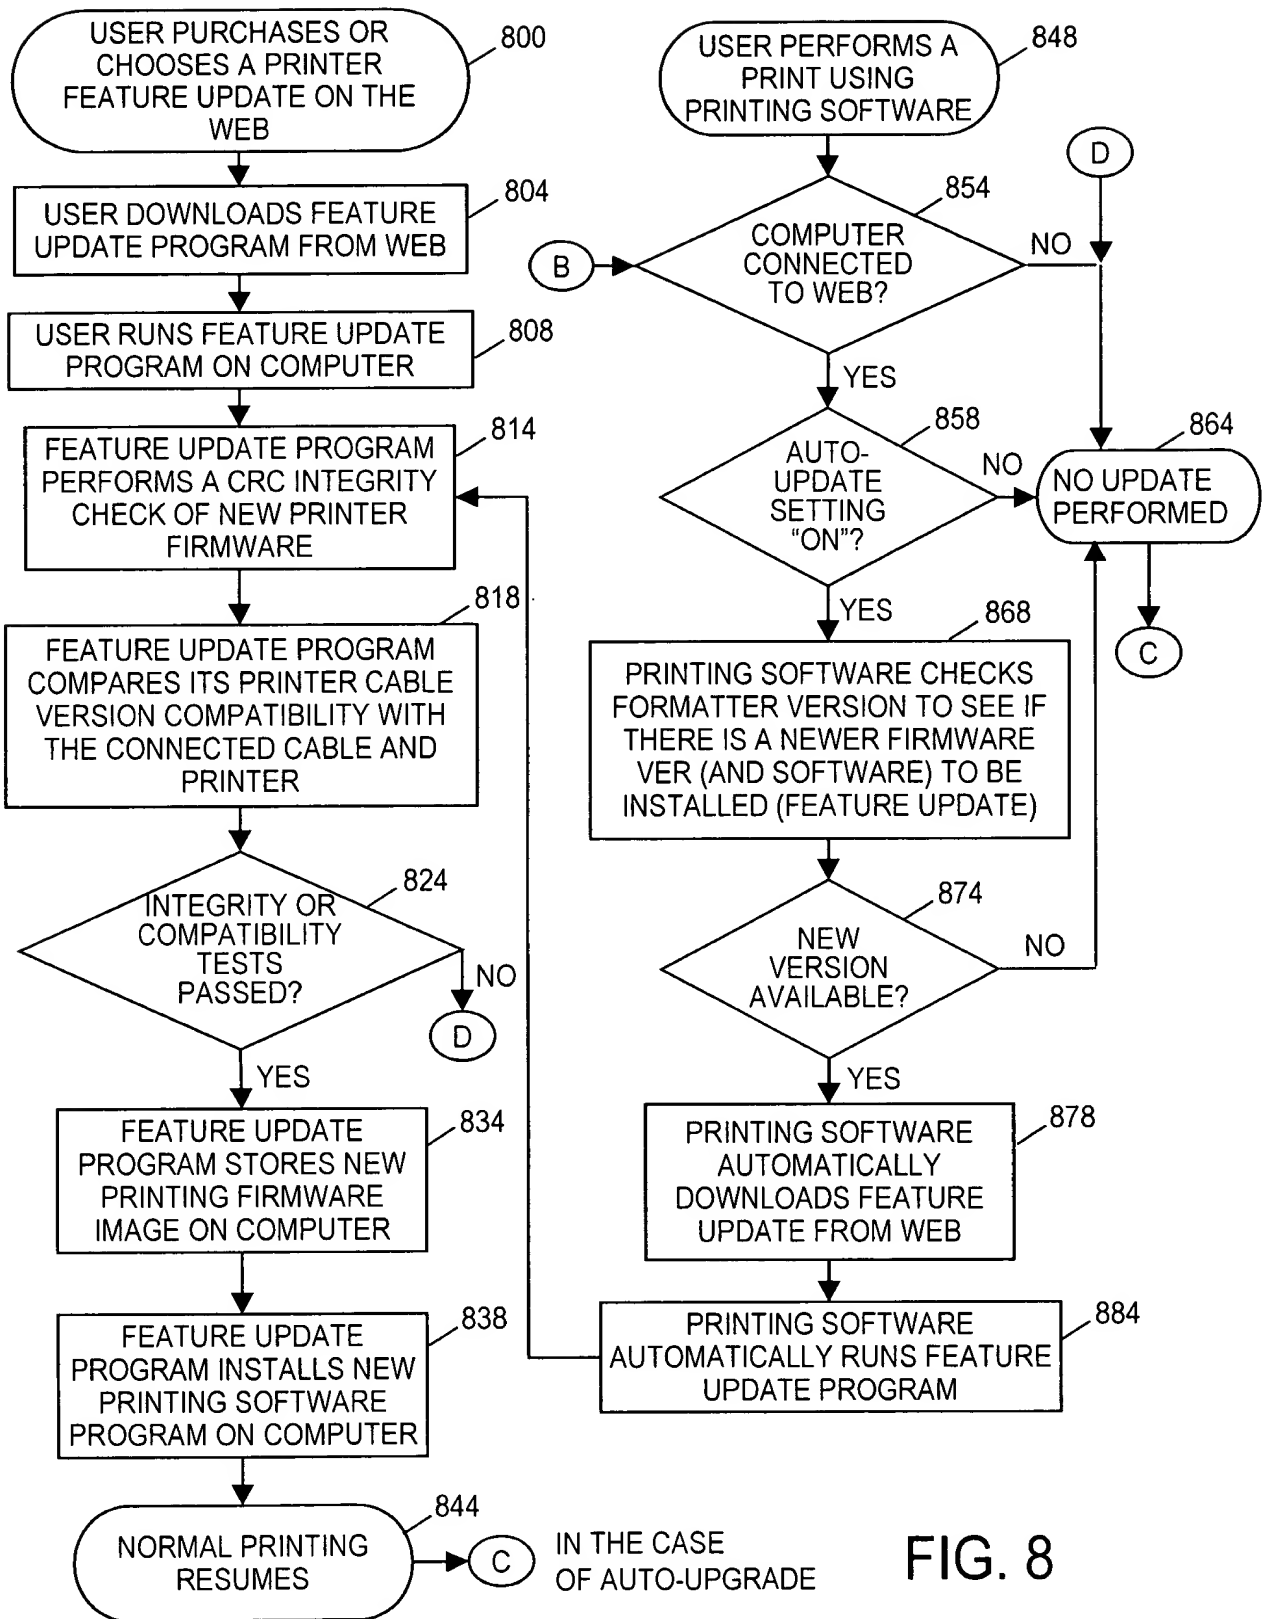 USER PURCHASES OR
CHOOSES A PRINTER
FEATURE UPDATE ON THE
WEB
800
USER DOWNLOADS FEATURE
UPDATE PROGRAM FROM WEB
804
USER RUNS FEATURE UPDATE
PROGRAM ON COMPUTER
808
FEATURE UPDATE PROGRAM
PERFORMS A CRC INTEGRITY
CHECK OF NEW PRINTER
FIRMWARE
814
FEATURE UPDATE PROGRAM
COMPARES ITS PRINTER CABLE
VERSION COMPATIBILITY WITH
THE CONNECTED CABLE AND
PRINTER
818
INTEGRITY OR
COMPATIBILITY
TESTS
PASSED?
824
NO
D
YES
FEATURE UPDATE
PROGRAM STORES NEW
PRINTING FIRMWARE
IMAGE ON COMPUTER
834
FEATURE UPDATE
PROGRAM INSTALLS NEW
PRINTING SOFTWARE
PROGRAM ON COMPUTER
838
NORMAL PRINTING
RESUMES
844
C
IN THE CASE
OF AUTO-UPGRADE
USER PERFORMS A
PRINT USING
PRINTING SOFTWARE
848
D
B
COMPUTER
CONNECTED
TO WEB?
854
NO
YES
AUTO-
UPDATE
SETTING
“ON”?
858
NO
NO UPDATE
PERFORMED
864
C
YES
PRINTING SOFTWARE CHECKS
FORMATTER VERSION TO SEE IF
THERE IS A NEWER FIRMWARE
VER (AND SOFTWARE) TO BE
INSTALLED (FEATURE UPDATE)
868
NEW
VERSION
AVAILABLE?
874
NO
YES
PRINTING SOFTWARE
AUTOMATICALLY
DOWNLOADS FEATURE
UPDATE FROM WEB
878
PRINTING SOFTWARE
AUTOMATICALLY RUNS FEATURE
UPDATE PROGRAM
884
FIG. 8